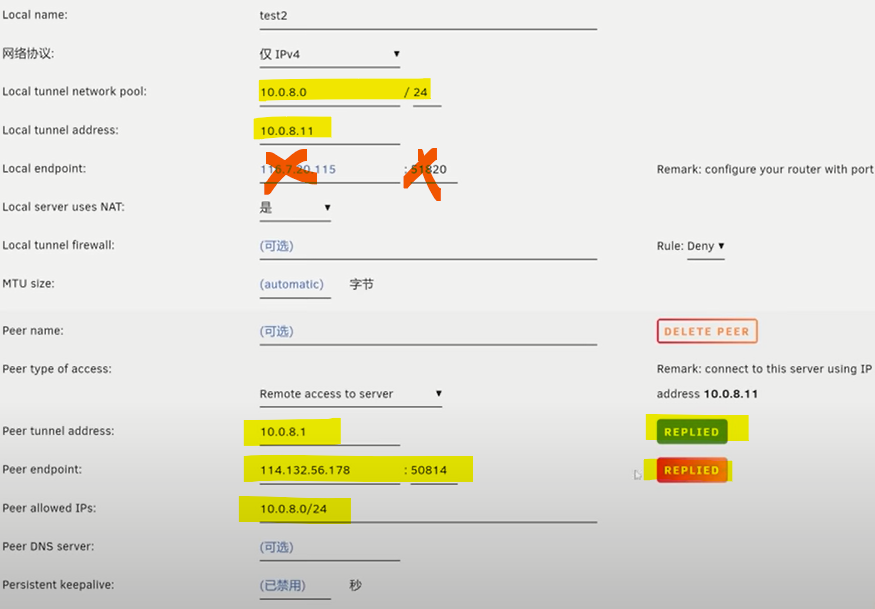 Local name: test2
网络协议: 仅 IPv4 ▼
Local tunnel network pool: 10.0.8.0 / 24
Local tunnel address: 10.0.8.11
Local endpoint: 116.7.20.115 : 51820 Remark: configure your router with port
Local server uses NAT: 是 ▼
Local tunnel firewall: (可选) Rule: Deny ▼
MTU size: (automatic) 字节
Peer name: (可选) DELETE PEER
Peer type of access: Remark: connect to this server using IP
Remote access to server ▼ address 10.0.8.11
Peer tunnel address: 10.0.8.1 REPLIED
Peer endpoint: 114.132.56.178 : 50814 REPLIED
Peer allowed IPs: 10.0.8.0/24
Peer DNS server: (可选)
Persistent keepalive: (已禁用) 秒